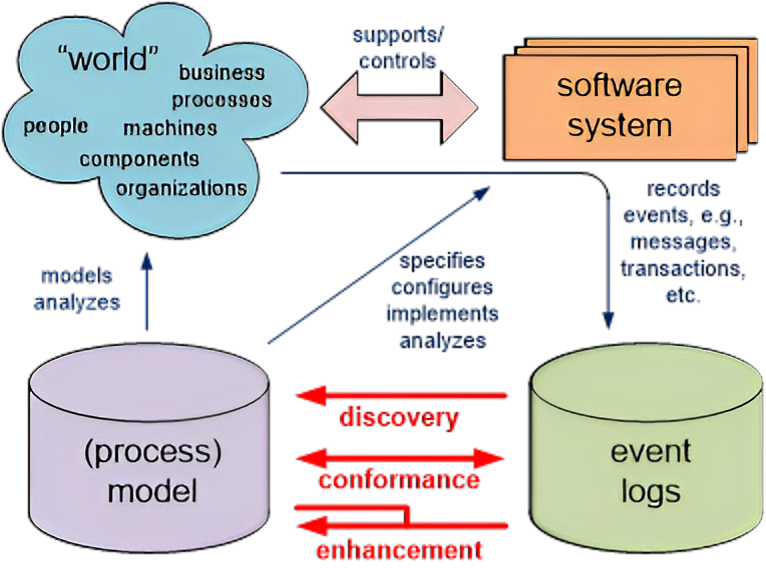 “world”
business
processes
people
machines
components
organizations
supports/
controls
software
system
records
events, e.g.,
messages,
transactions,
etc.
models
analyzes
specifies
configures
implements
analyzes
(process)
model
discovery
conformance
enhancement
event
logs